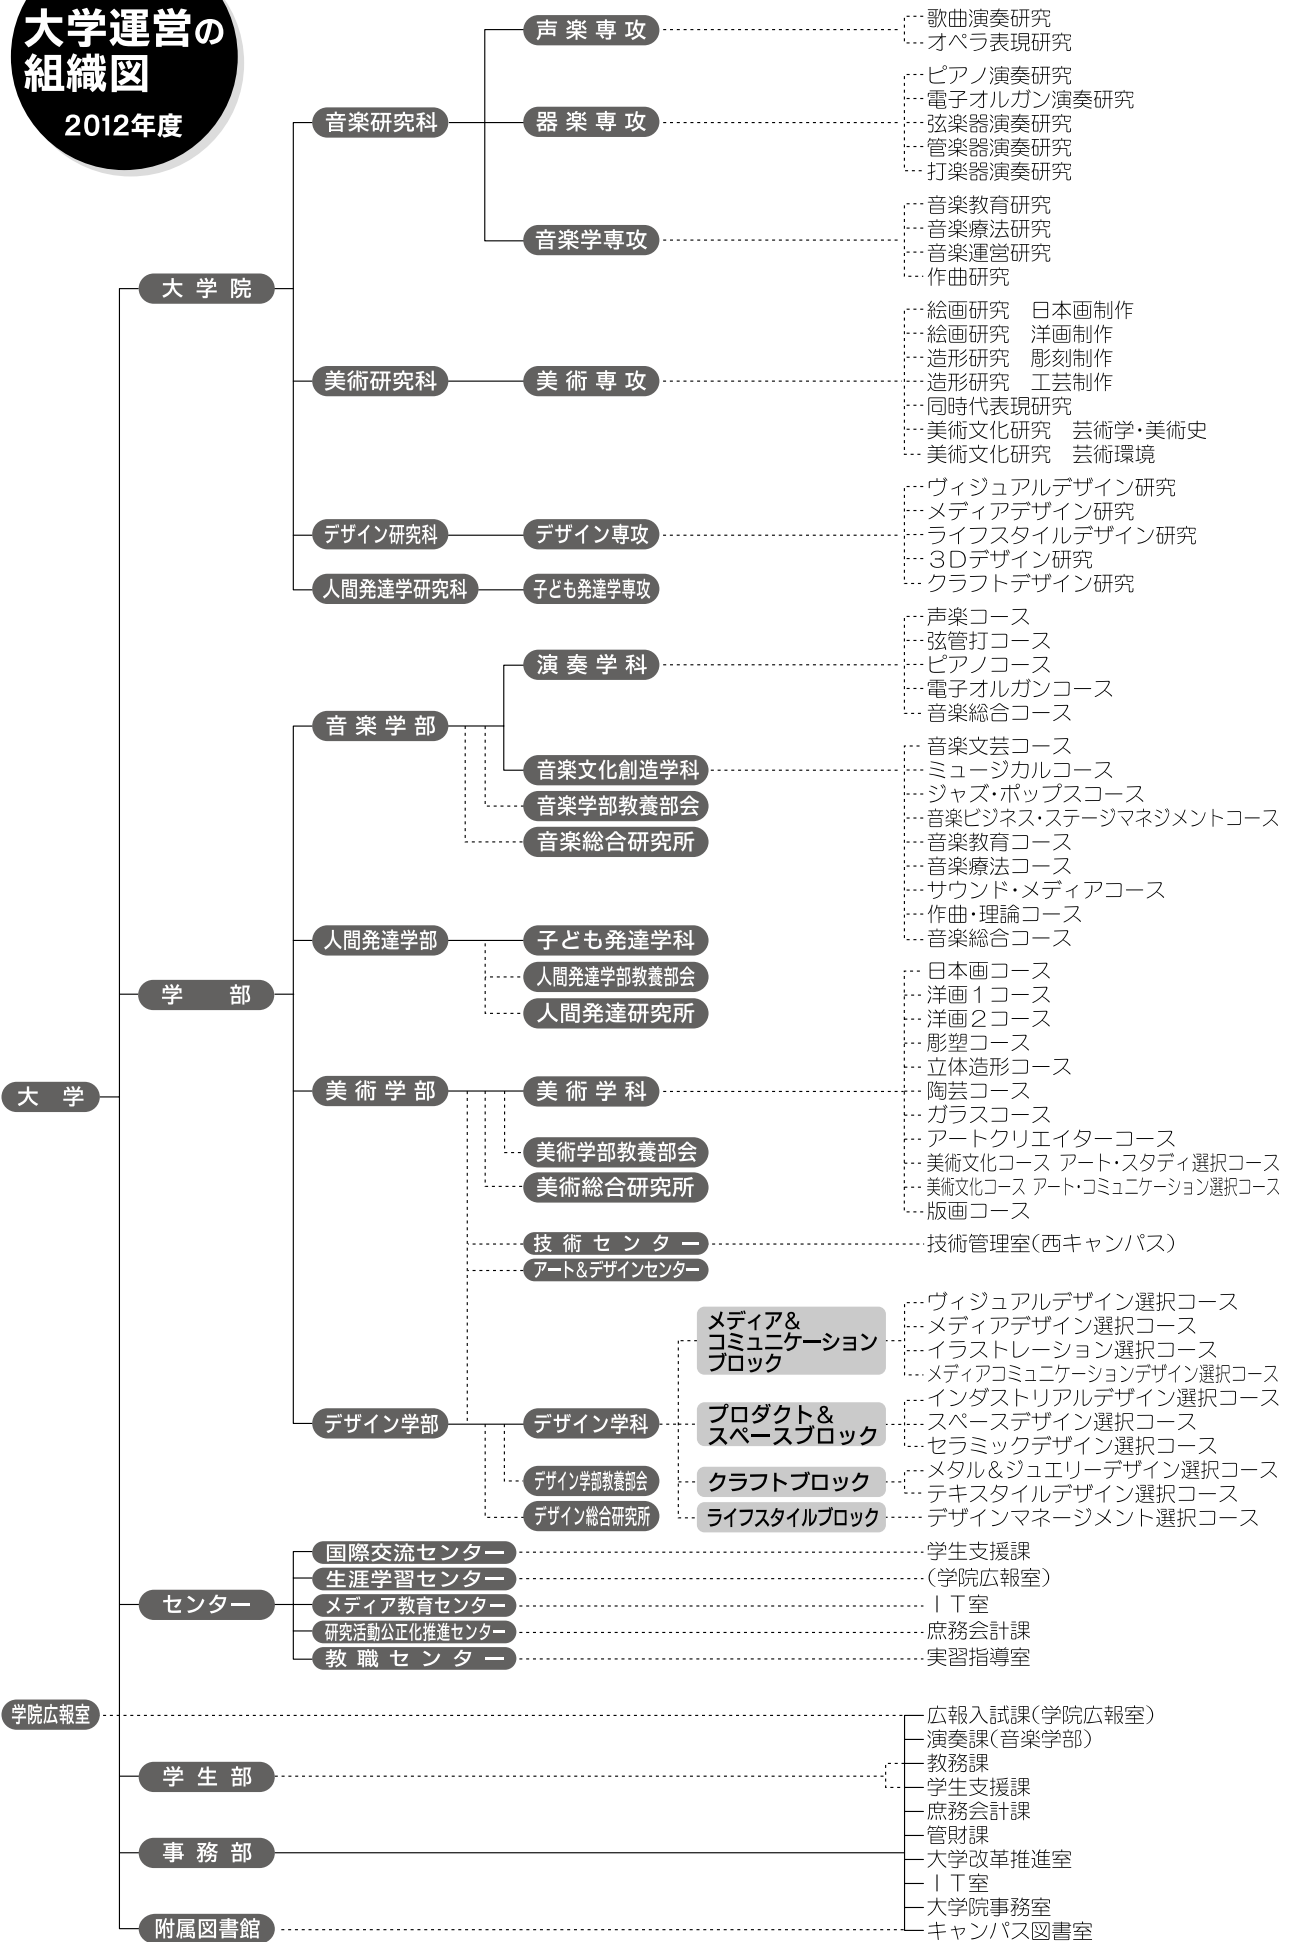 大学運営の
組織図
2012年度
大学
大学院
音楽研究科
声楽専攻
歌曲演奏研究
オペラ表現研究
器楽専攻
ピアノ演奏研究
電子オルガン演奏研究
弦楽器演奏研究
管楽器演奏研究
打楽器演奏研究
音楽学専攻
音楽教育研究
音楽療法研究
音楽運営研究
作曲研究
美術研究科
美術専攻
絵画研究　日本画制作
絵画研究　洋画制作
造形研究　彫刻制作
造形研究　工芸制作
同時代表現研究
美術文化研究　芸術学・美術史
美術文化研究　芸術環境
デザイン研究科
デザイン専攻
ヴィジュアルデザイン研究
メディアデザイン研究
ライフスタイルデザイン研究
３Ｄデザイン研究
クラフトデザイン研究
人間発達学研究科
子ども発達学専攻
学部
音楽学部
演奏学科
声楽コース
弦管打コース
ピアノコース
電子オルガンコース
音楽総合コース
音楽文化創造学科
音楽文芸コース
ミュージカルコース
ジャズ・ポップスコース
音楽ビジネス・ステージマネジメントコース
音楽教育コース
音楽療法コース
サウンド・メディアコース
作曲・理論コース
音楽総合コース
音楽学部教養部会
音楽総合研究所
人間発達学部
子ども発達学科
人間発達学部教養部会
人間発達研究所
美術学部
美術学科
日本画コース
洋画１コース
洋画２コース
彫塑コース
立体造形コース
陶芸コース
ガラスコース
アートクリエイターコース
美術文化コース アート・スタディ選択コース
美術文化コース アート・コミュニケーション選択コース
版画コース
美術学部教養部会
美術総合研究所
技術センター
技術管理室（西キャンパス）
アート＆デザインセンター
デザイン学部
デザイン学科
メディア＆
コミュニケーション
ブロック
ヴィジュアルデザイン選択コース
メディアデザイン選択コース
イラストレーション選択コース
メディアコミュニケーションデザイン選択コース
プロダクト＆
スペースブロック
インダストリアルデザイン選択コース
スペースデザイン選択コース
セラミックデザイン選択コース
クラフトブロック
メタル＆ジュエリーデザイン選択コース
テキスタイルデザイン選択コース
ライフスタイルブロック
デザインマネージメント選択コース
デザイン学部教養部会
デザイン総合研究所
センター
国際交流センター
学生支援課
生涯学習センター
（学院広報室）
メディア教育センター
ＩＴ室
研究活動公正化推進センター
庶務会計課
教職センター
実習指導室
学院広報室
広報入試課（学院広報室）
演奏課（音楽学部）
学生部
教務課
学生支援課
庶務会計課
管財課
事務部
大学改革推進室
ＩＴ室
大学院事務室
附属図書館
キャンパス図書室